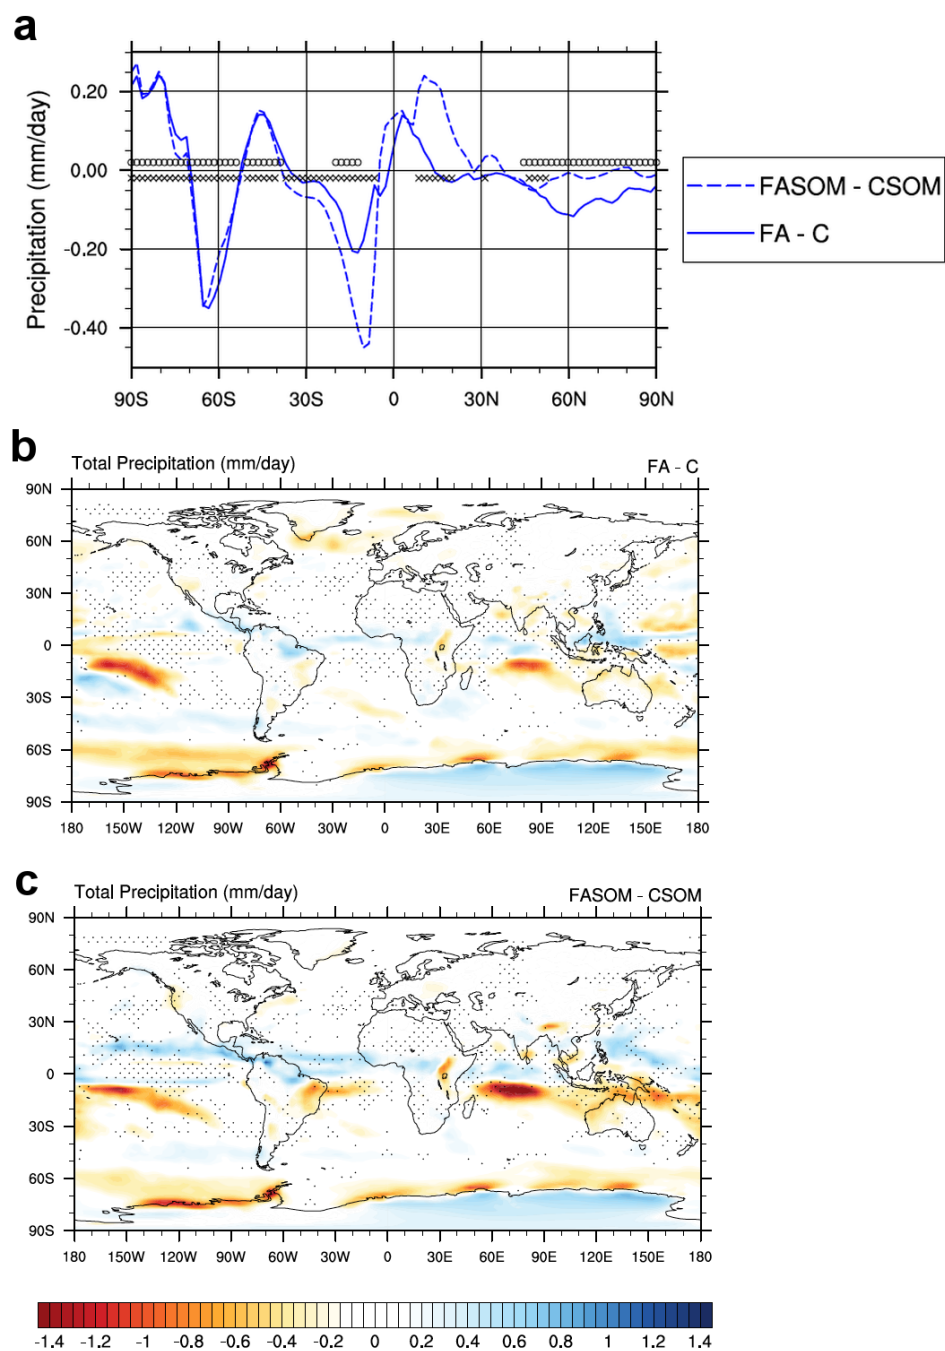 a
Precipitation (mm/day)
0.20
0.00
-0.20
-0.40
90S 60S 30S 0 30N 60N 90N
FASOM - CSOM
FA - C
b
Total Precipitation (mm/day) FA - C
90N
60N
30N
0
30S
60S
90S
180 150W 120W 90W 60W 30W 0 30E 60E 90E 120E 150E 180
c
Total Precipitation (mm/day) FASOM - CSOM
90N
60N
30N
0
30S
60S
90S
180 150W 120W 90W 60W 30W 0 30E 60E 90E 120E 150E 180
-1.4 -1.2 -1 -0.8 -0.6 -0.4 -0.2 0 0.2 0.4 0.6 0.8 1 1.2 1.4